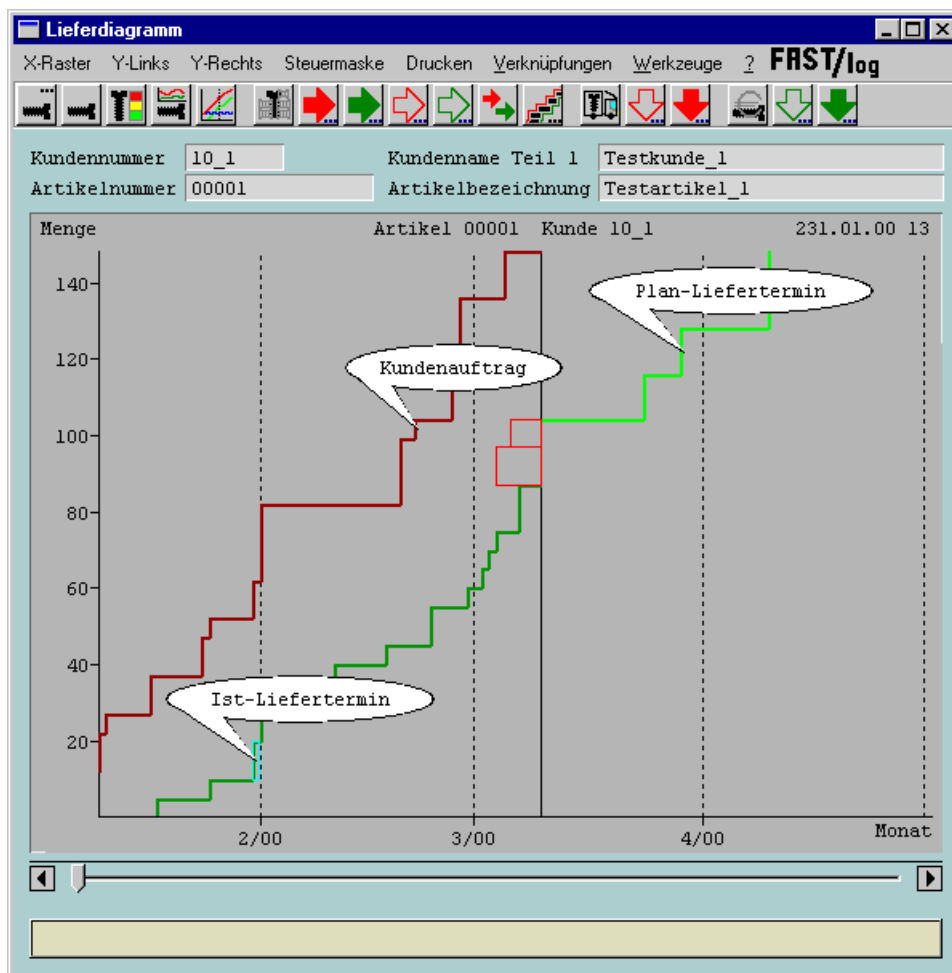 Lieferdiagramm
X-Raster Y-Links Y-Rechts Steuermaske Drucken Verknüpfungen Werkzeuge ? FAST/log
Kundennummer 10_1 Kundenname Teil 1 Testkunde_1
Artikelnummer 00001 Artikelbezeichnung Testartikel_1
Menge Artikel 00001 Kunde 10_1 231.01.00 13
140
Plan-Liefertermin
120
Kundenauftrag
100
80
60
40
Ist-Liefertermin
20
2/00 3/00 4/00 Monat